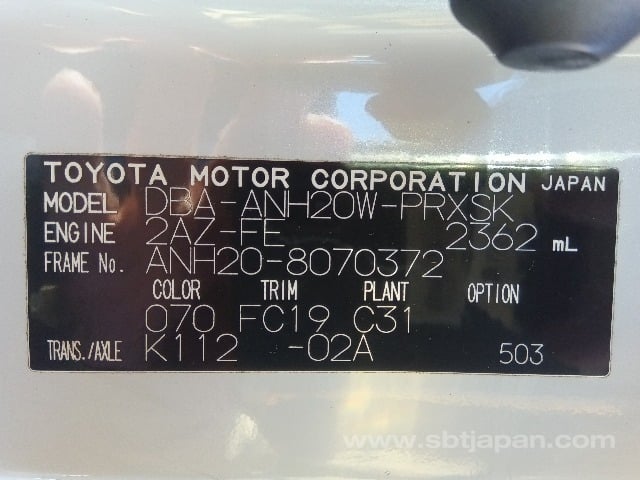 TOYOTA MOTOR CORPORATION JAPAN
MODEL DBA-ANH20W-PRXSK
ENGINE 2AZ-FE 2362 mL
FRAME No. ANH20-8070372
COLOR TRIM PLANT OPTION
070 FC19 C31
TRANS./AXLE K112 -02A 503
www.sbtjapan.com